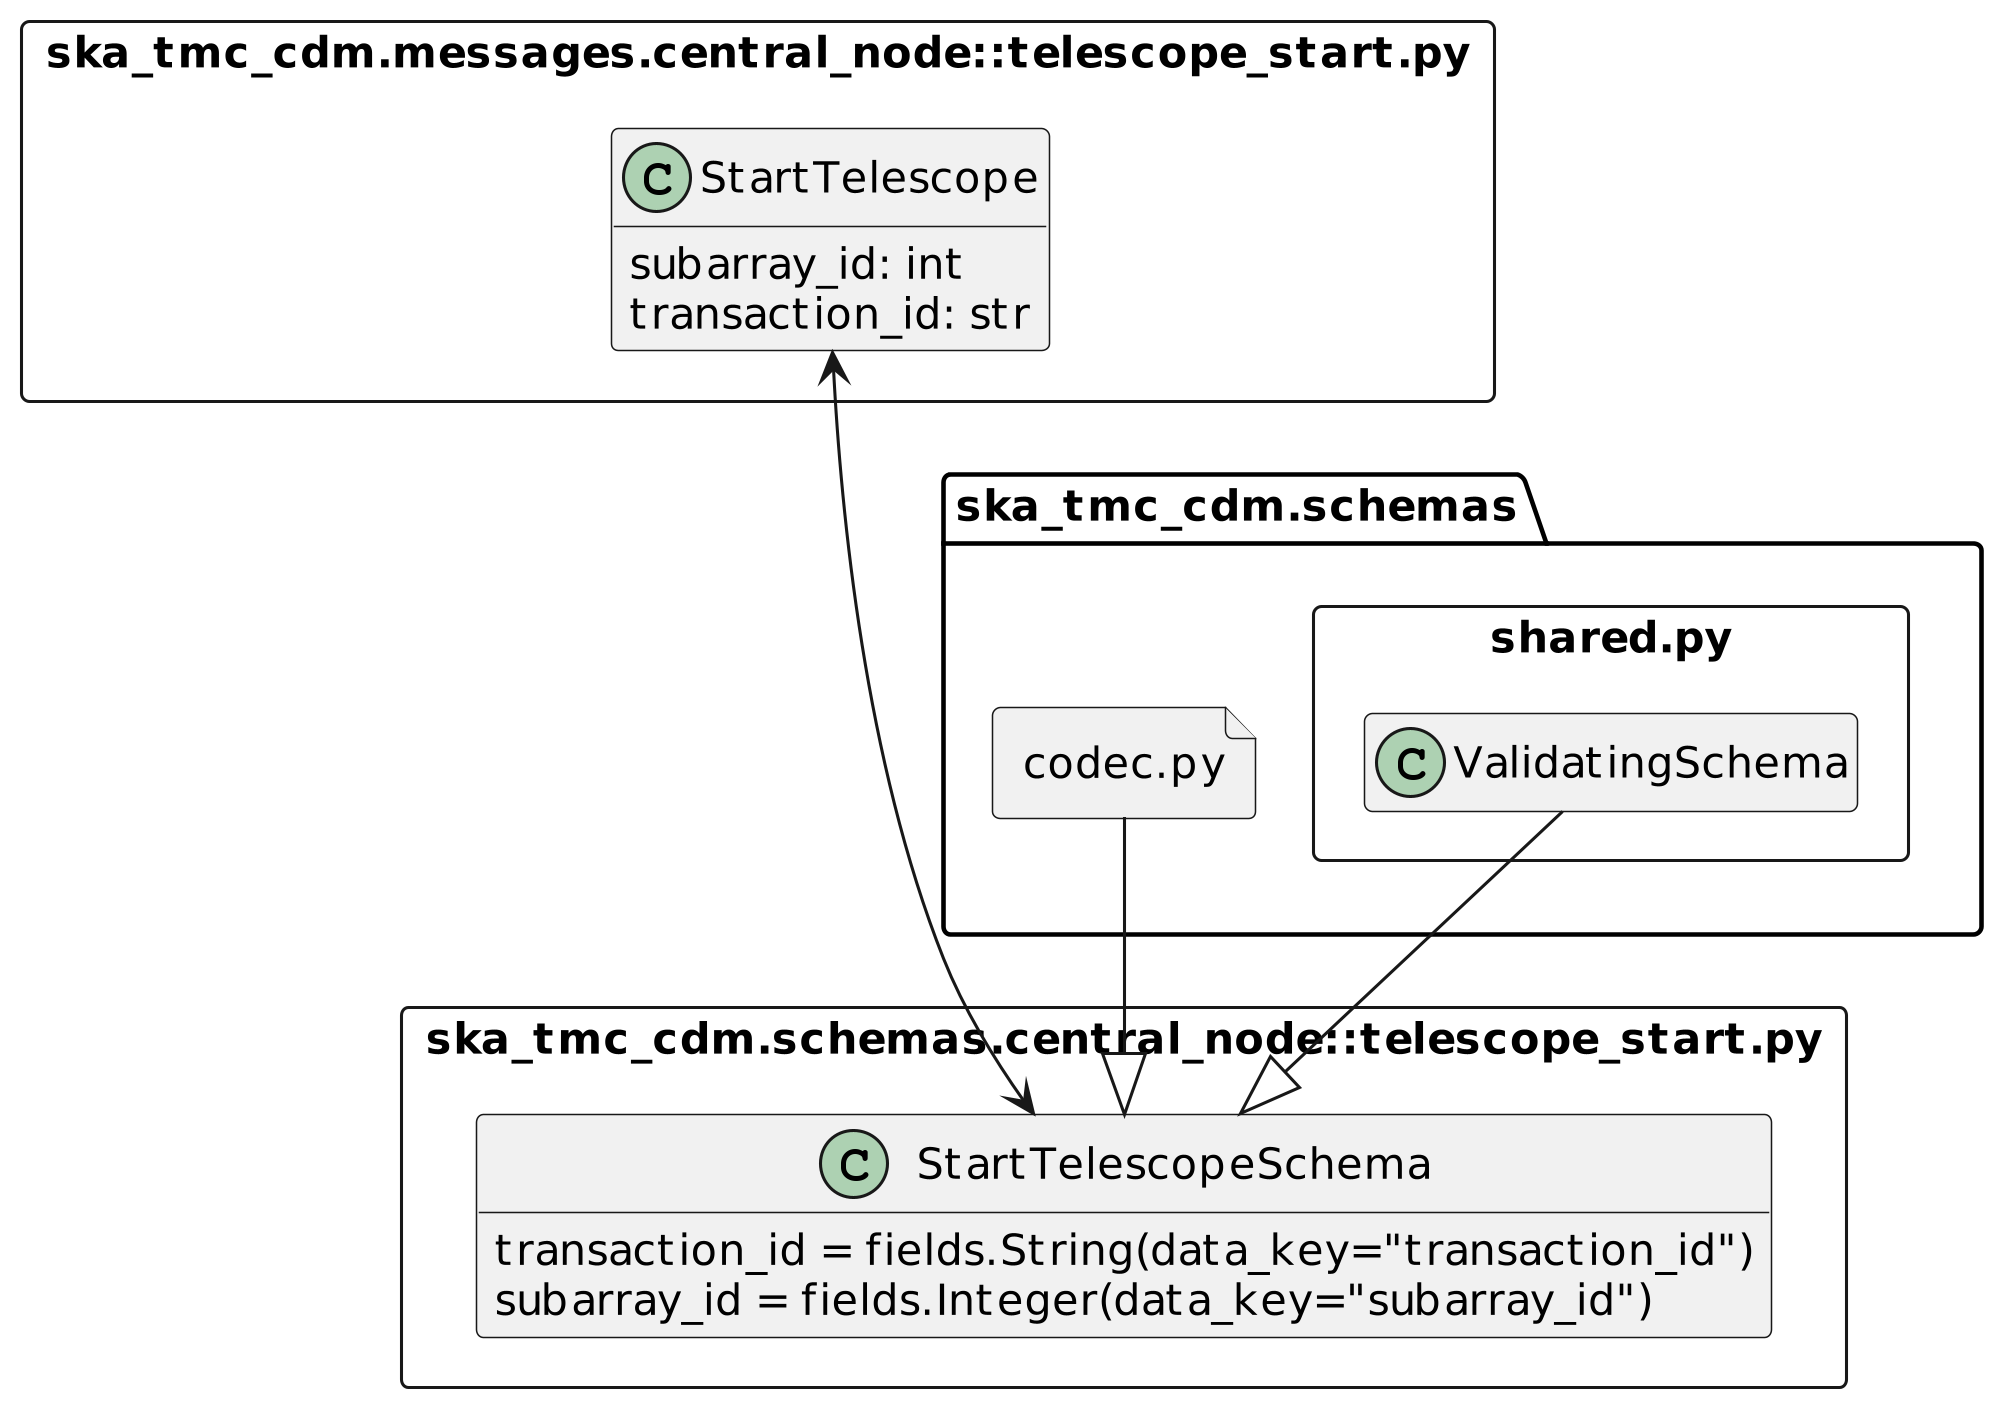 ska_tmc_cdm.messages.central_node::telescope_start.py
C StartTelescope
subarray_id: int
transaction_id: str
ska_tmc_cdm.schemas
shared.py
codec.py
C ValidatingSchema
ska_tmc_cdm.schemas.central_node::telescope_start.py
C StartTelescopeSchema
transaction_id = fields.String(data_key="transaction_id")
subarray_id = fields.Integer(data_key="subarray_id")